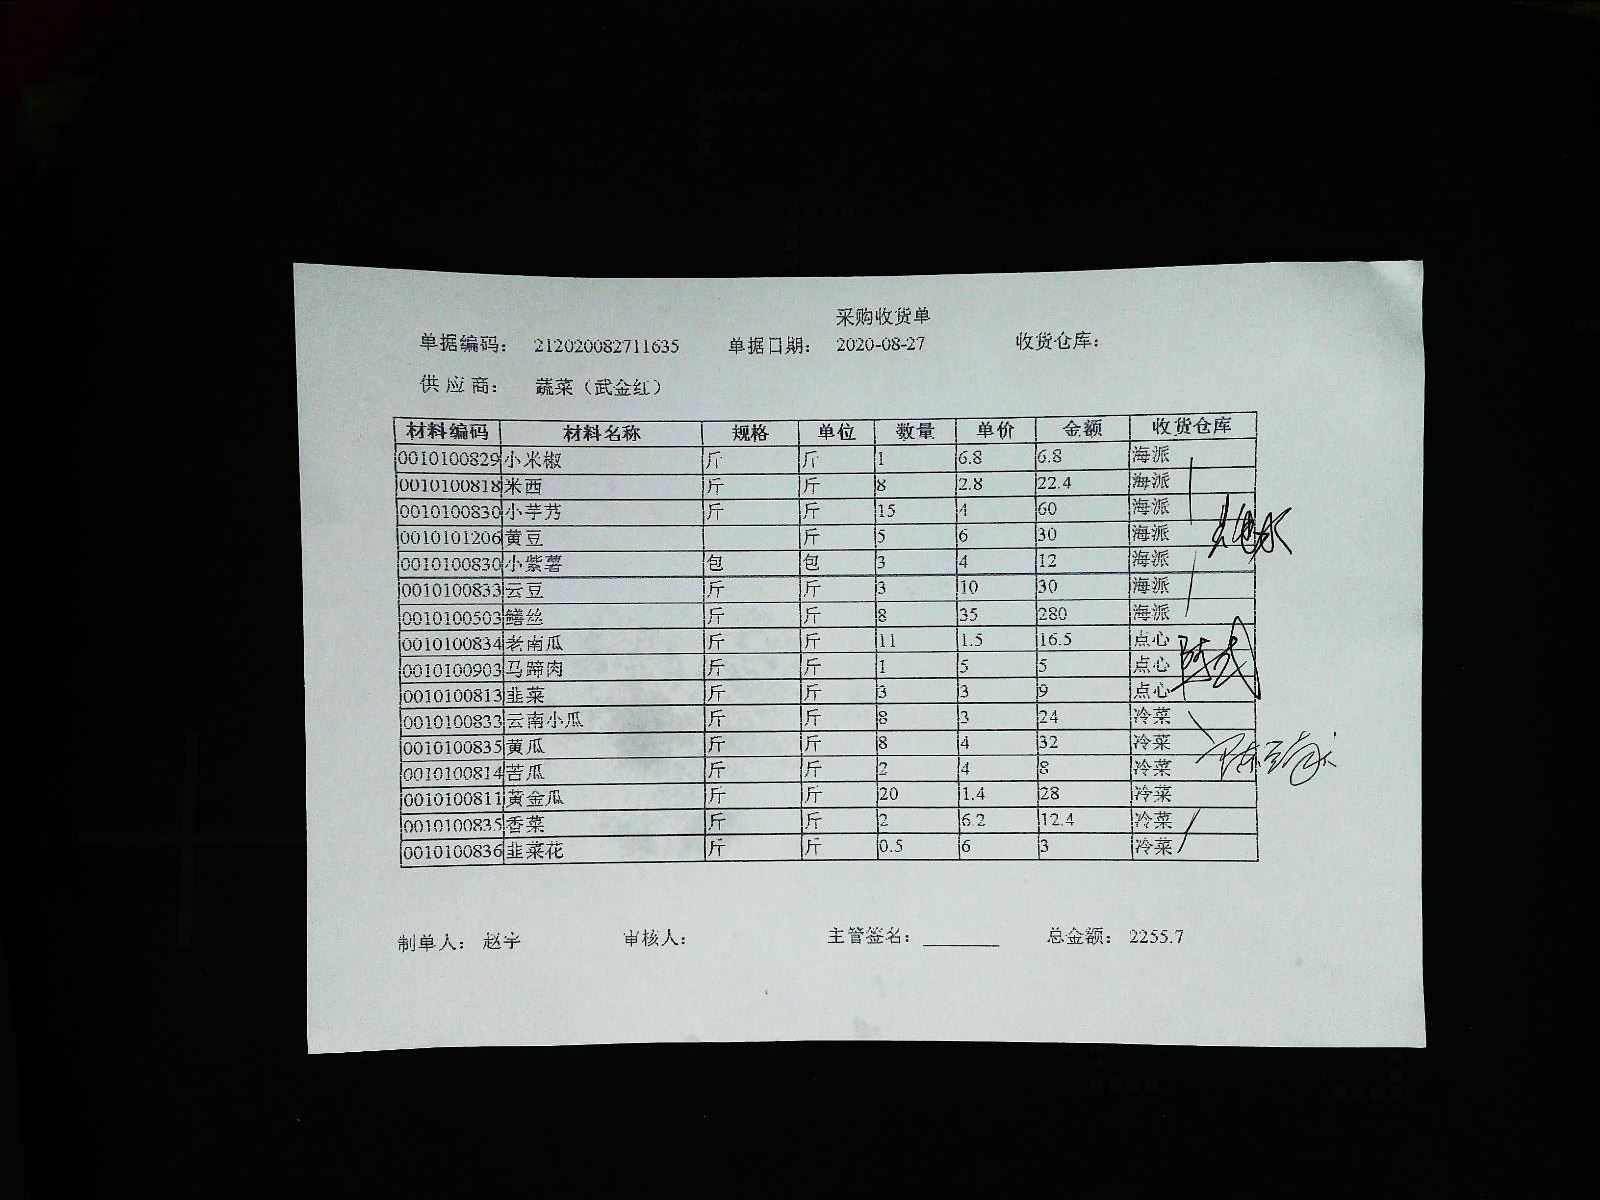 采购收货单
单据编码： 212020082711635 单据日期： 2020-08-27 收货仓库：
供 应 商： 蔬菜（武金红）
材料编码 材料名称 规格 单位 数量 单价 金额 收货仓库
0010100829 小米椒 斤 斤 1 6.8 6.8 海派
0010100818 米西 斤 斤 8 2.8 22.4 海派
0010100830 小芋艿 斤 斤 15 4 60 海派
0010101206 黄豆 斤 5 6 30 海派
0010100830 小紫薯 包 包 3 4 12 海派
0010100833 云豆 斤 斤 3 10 30 海派
0010100503 鳝丝 斤 斤 8 35 280 海派
0010100834 老南瓜 斤 斤 11 1.5 16.5 点心
0010100903 马蹄肉 斤 斤 1 5 5 点心
0010100813 韭菜 斤 斤 3 3 9 点心
0010100833 云南小瓜 斤 斤 8 3 24 冷菜
0010100835 黄瓜 斤 斤 8 4 32 冷菜
0010100814 苦瓜 斤 斤 2 4 8 冷菜
0010100811 黄金瓜 斤 斤 20 1.4 28 冷菜
0010100835 香菜 斤 斤 2 6.2 12.4 冷菜
0010100836 韭菜花 斤 斤 0.5 6 3 冷菜
制单人： 赵宇 审核人： 主管签名： 总金额： 2255.7